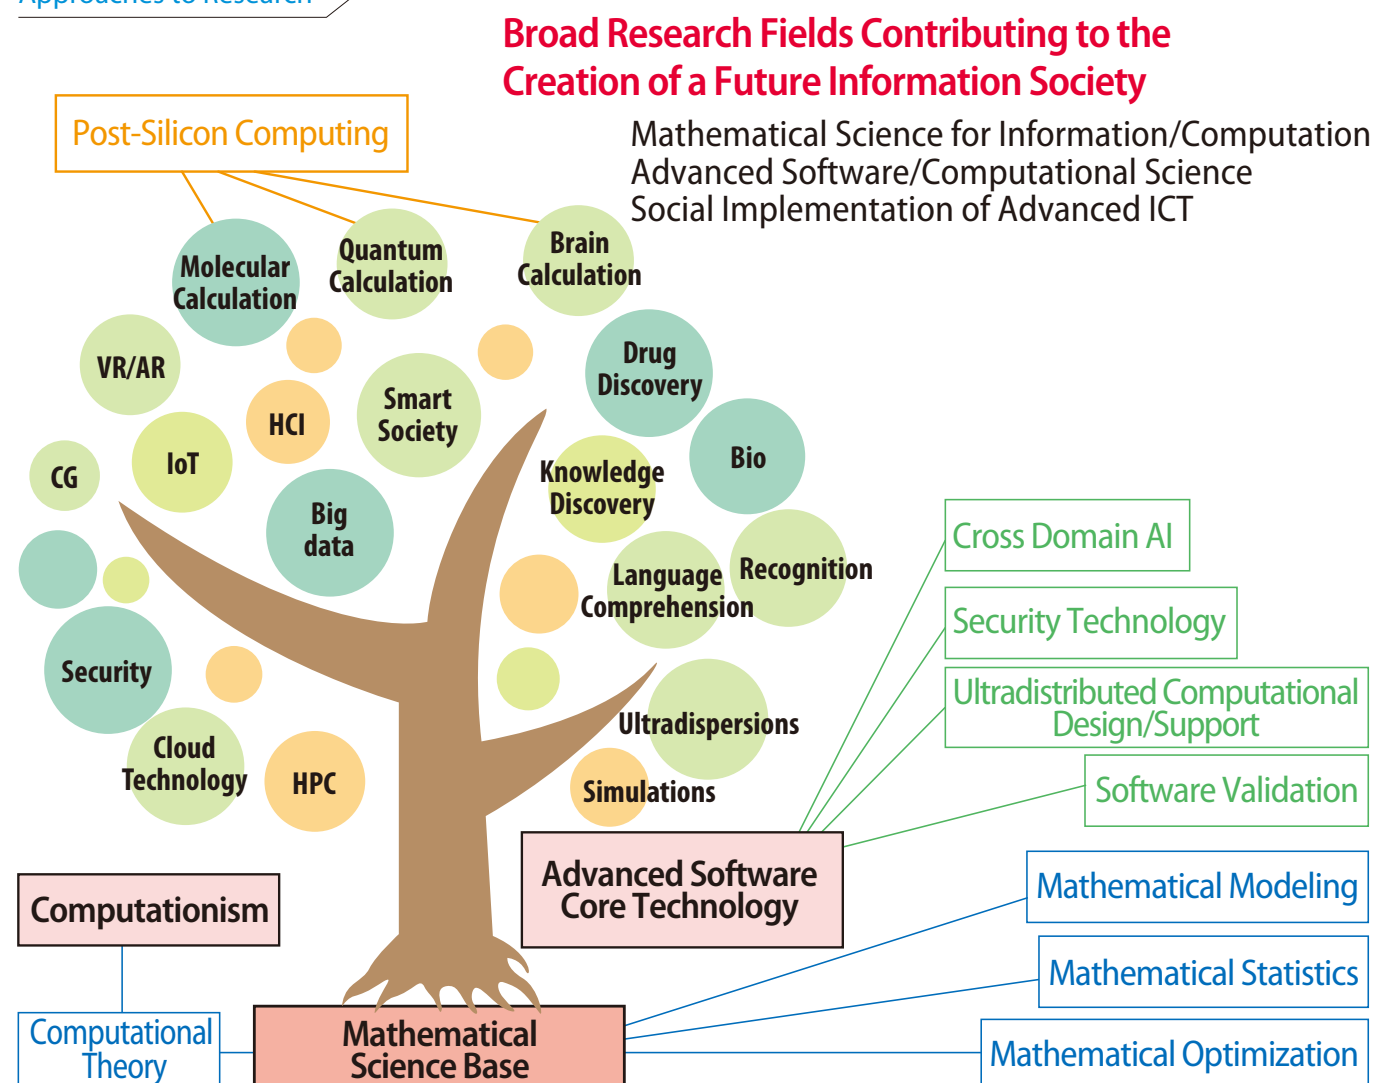 Approaches to Research
Broad Research Fields Contributing to the
Creation of a Future Information Society
Mathematical Science for Information/Computation
Advanced Software/Computational Science
Social Implementation of Advanced ICT
Post-Silicon Computing
Molecular
Calculation
Quantum
Calculation
Brain
Calculation
VR/AR
HCI
Smart
Society
Drug
Discovery
CG
IoT
Big
data
Knowledge
Discovery
Bio
Language
Comprehension
Recognition
Security
Cloud
Technology
HPC
Ultradispersions
Simulations
Cross Domain AI
Security Technology
Ultradistributed Computational
Design/Support
Software Validation
Advanced Software
Core Technology
Computationism
Mathematical Modeling
Mathematical Statistics
Mathematical Optimization
Computational
Theory
Mathematical
Science Base